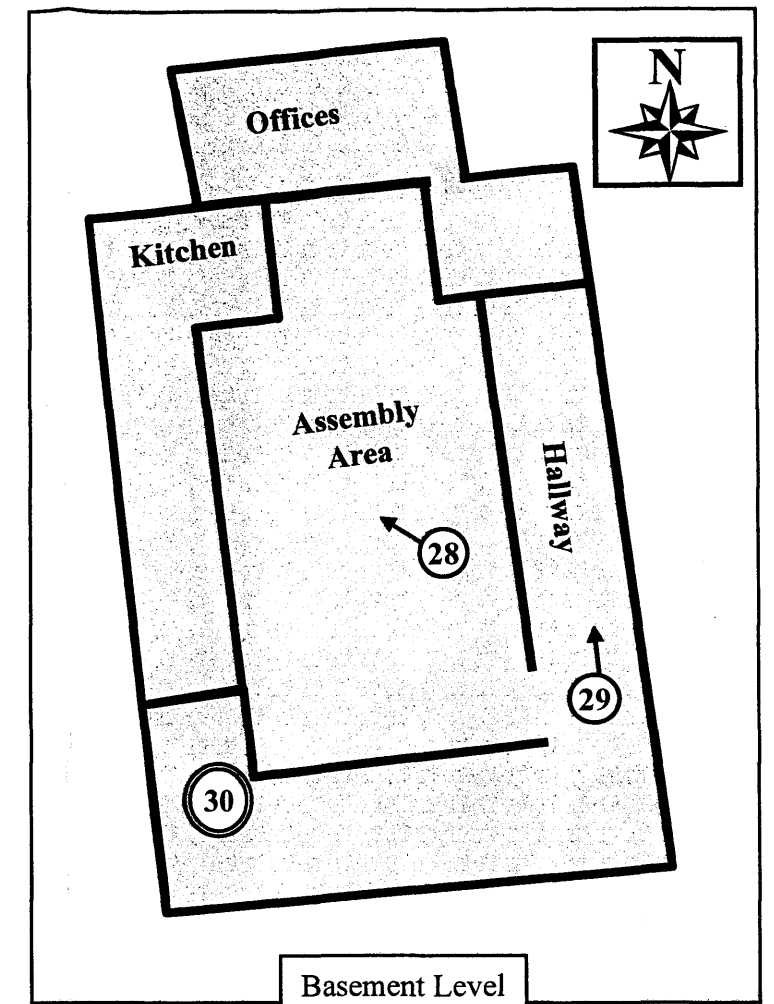 N
Offices
Kitchen
Assembly
Area
Hallway
28
29
30
Basement Level